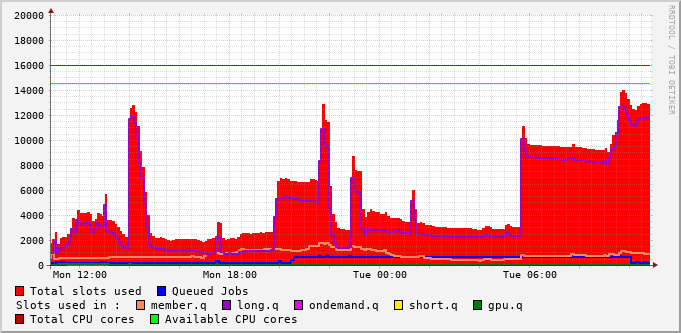 20000
18000
16000
14000
12000
10000
8000
6000
4000
2000
0
Mon 12:00 Mon 18:00 Tue 00:00 Tue 06:00
RRDTOOL / TOBI OETIKER
Total slots used Queued Jobs
Slots used in : member.q long.q ondemand.q short.q gpu.q
Total CPU cores Available CPU cores